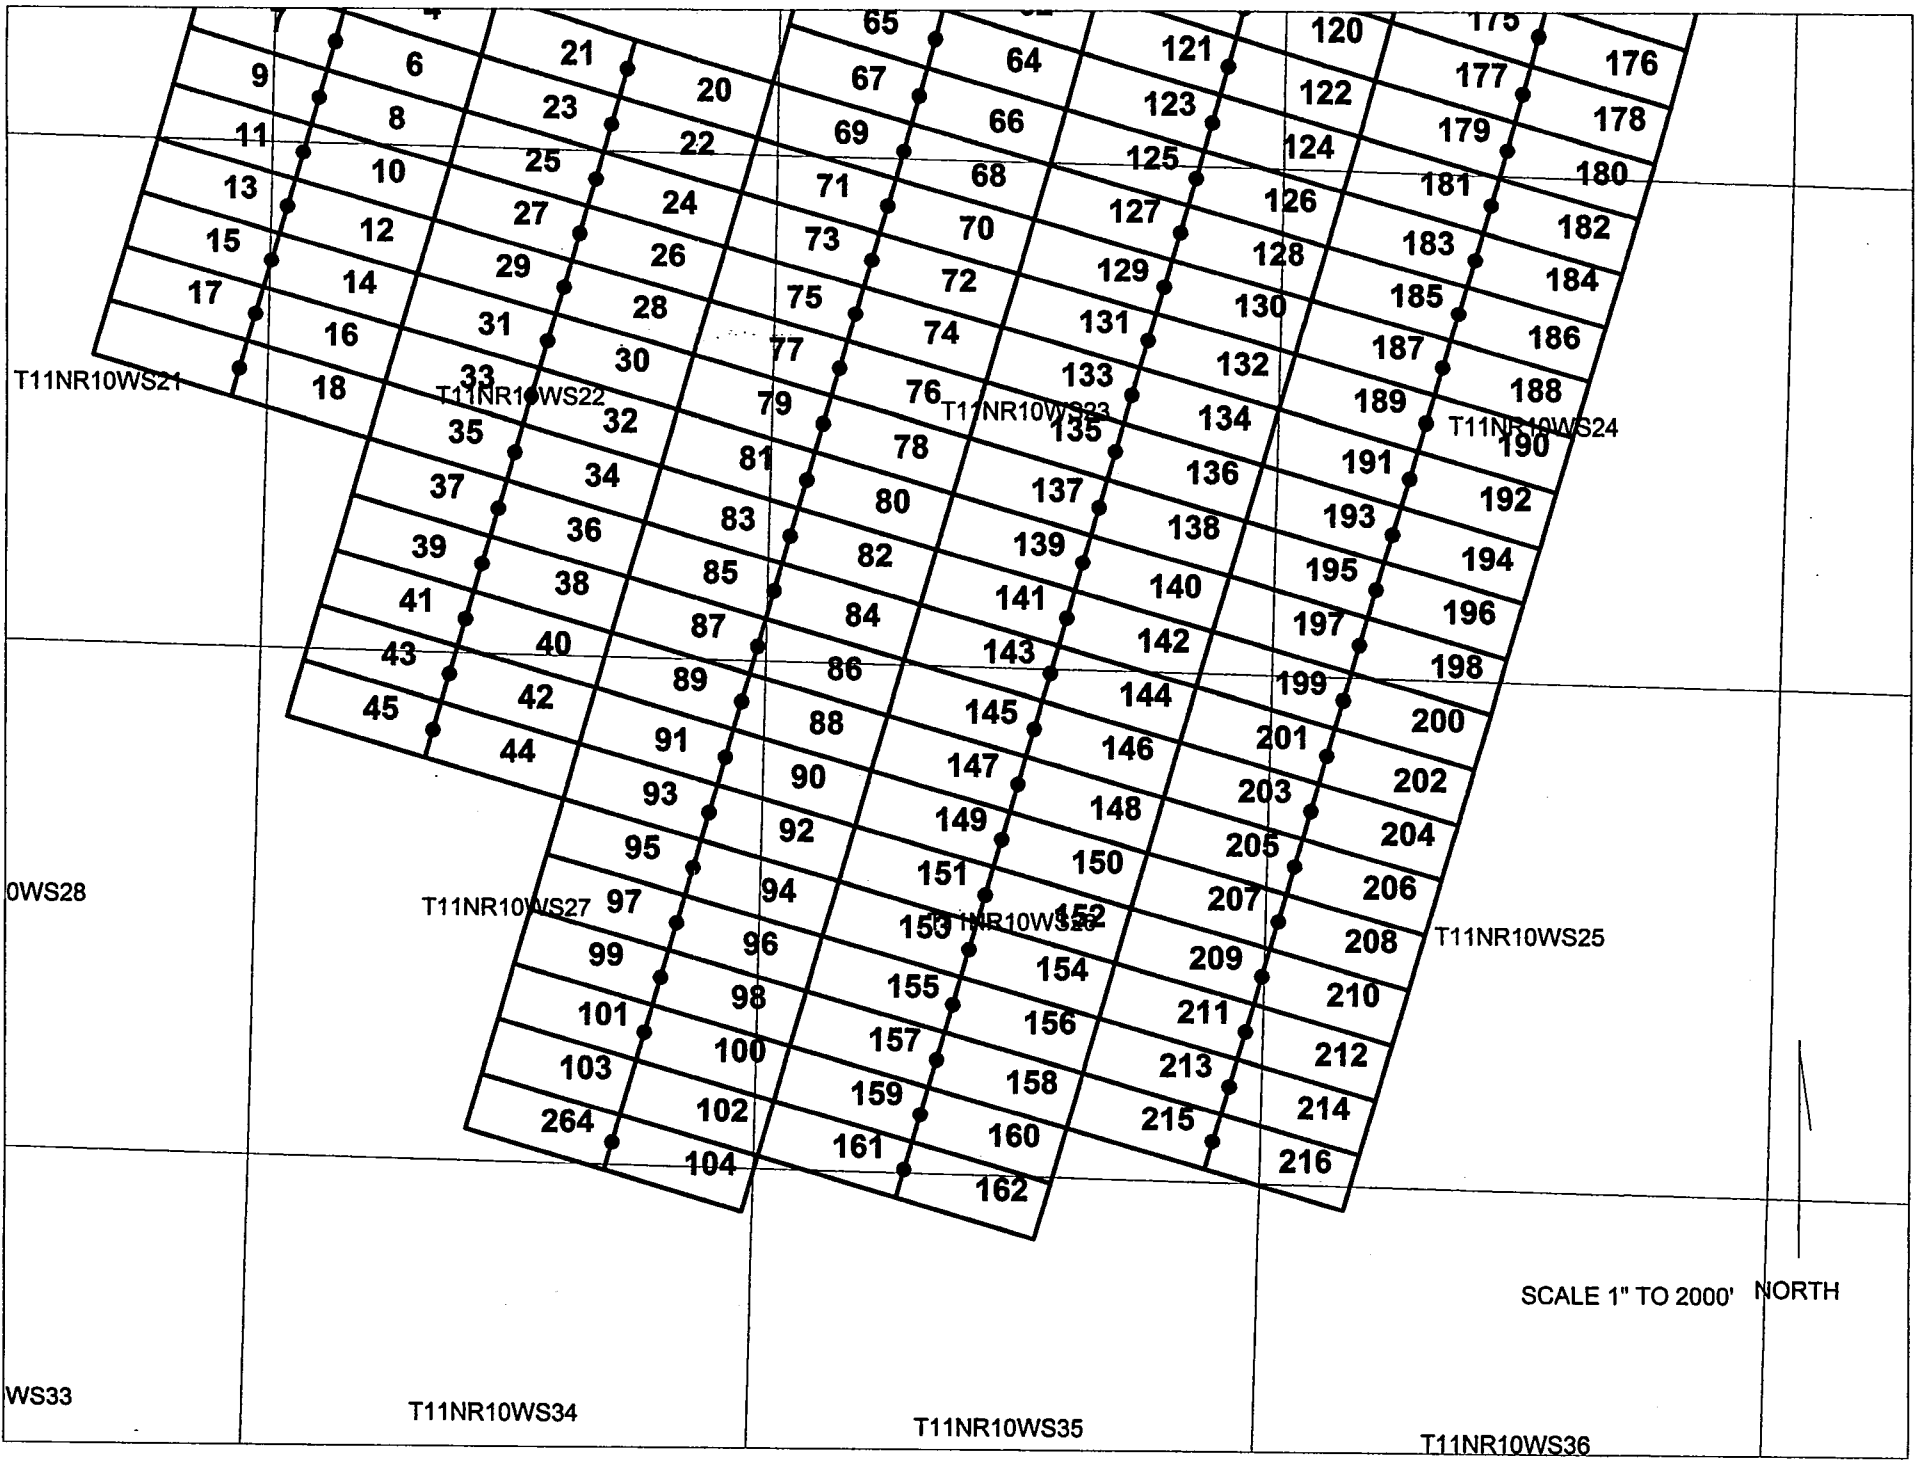 7 4 65 62 120 175
9 6 21 20 67 64 121 122 177 176
11 8 23 22 69 66 123 124 179 178
13 10 25 24 71 68 125 126 181 180
15 12 27 26 73 70 127 128 183 182
17 14 29 28 75 72 129 130 185 184
16 31 30 77 74 131 132 187 186
18 33 32 79 76 133 134 189 188
T11NR10WS21 T11NR10WS22 T11NR10WS23 T11NR10WS24
35 34 81 78 135 136 191 190
37 36 83 80 137 138 193 192
39 38 85 82 139 140 195 194
41 40 87 84 141 142 197 196
43 42 89 86 143 144 199 198
45 44 91 88 145 146 201 200
93 90 147 148 203 202
95 92 149 150 205 204
97 94 151 152 207 206
0WS28 T11NR10WS27 T11NR10WS26 T11NR10WS25
99 96 153 154 209 208
101 98 155 156 211 210
103 100 157 158 213 212
264 102 159 160 215 214
104 161 162 216
SCALE 1" TO 2000' NORTH
WS33 T11NR10WS34 T11NR10WS35 T11NR10WS36